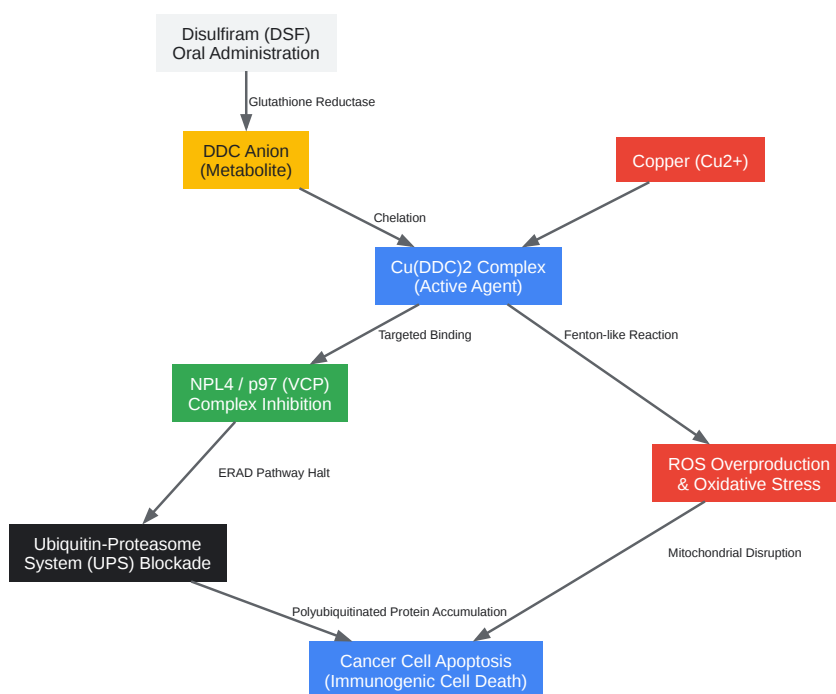 Disulfiram (DSF)
Oral Administration
Glutathione Reductase
DDC Anion
(Metabolite)
Copper (Cu2+)
Chelation
Cu(DDC)2 Complex
(Active Agent)
Targeted Binding
Fenton-like Reaction
NPL4 / p97 (VCP)
Complex Inhibition
ROS Overproduction
& Oxidative Stress
ERAD Pathway Halt
Ubiquitin-Proteasome
System (UPS) Blockade
Mitochondrial Disruption
Polyubiquitinated Protein Accumulation
Cancer Cell Apoptosis
(Immunogenic Cell Death)